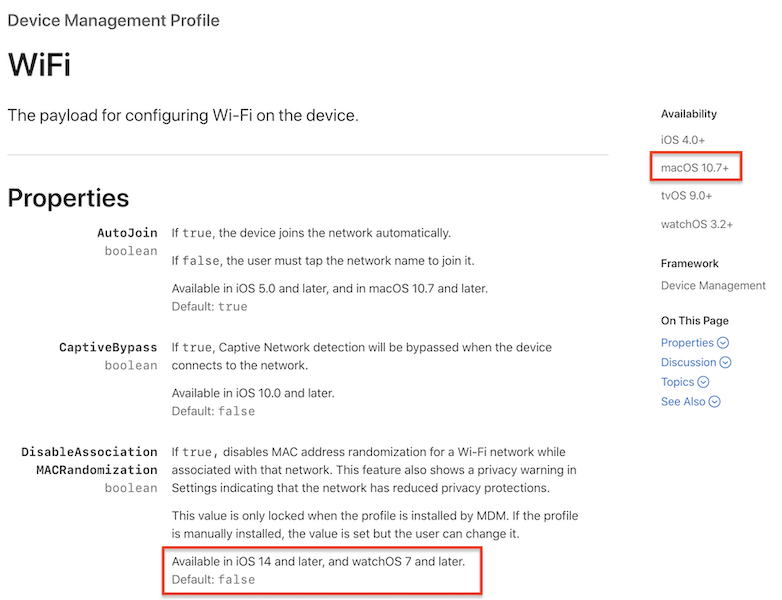 Device Management Profile
WiFi
The payload for configuring Wi-Fi on the device.
Properties
AutoJoin
boolean
If true, the device joins the network automatically.
If false, the user must tap the network name to join it.
Available in iOS 5.0 and later, and in macOS 10.7 and later.
Default: true
CaptiveBypass
boolean
If true, Captive Network detection will be bypassed when the device
connects to the network.
Available in iOS 10.0 and later.
Default: false
DisableAssociation
MACRandomization
boolean
If true, disables MAC address randomization for a Wi-Fi network while
associated with that network. This feature also shows a privacy warning in
Settings indicating that the network has reduced privacy protections.
This value is only locked when the profile is installed by MDM. If the profile
is manually installed, the value is set but the user can change it.
Available in iOS 14 and later, and watchOS 7 and later.
Default: false
Availability
iOS 4.0+
macOS 10.7+
tvOS 9.0+
watchOS 3.2+
Framework
Device Management
On This Page
Properties
Discussion
Topics
See Also